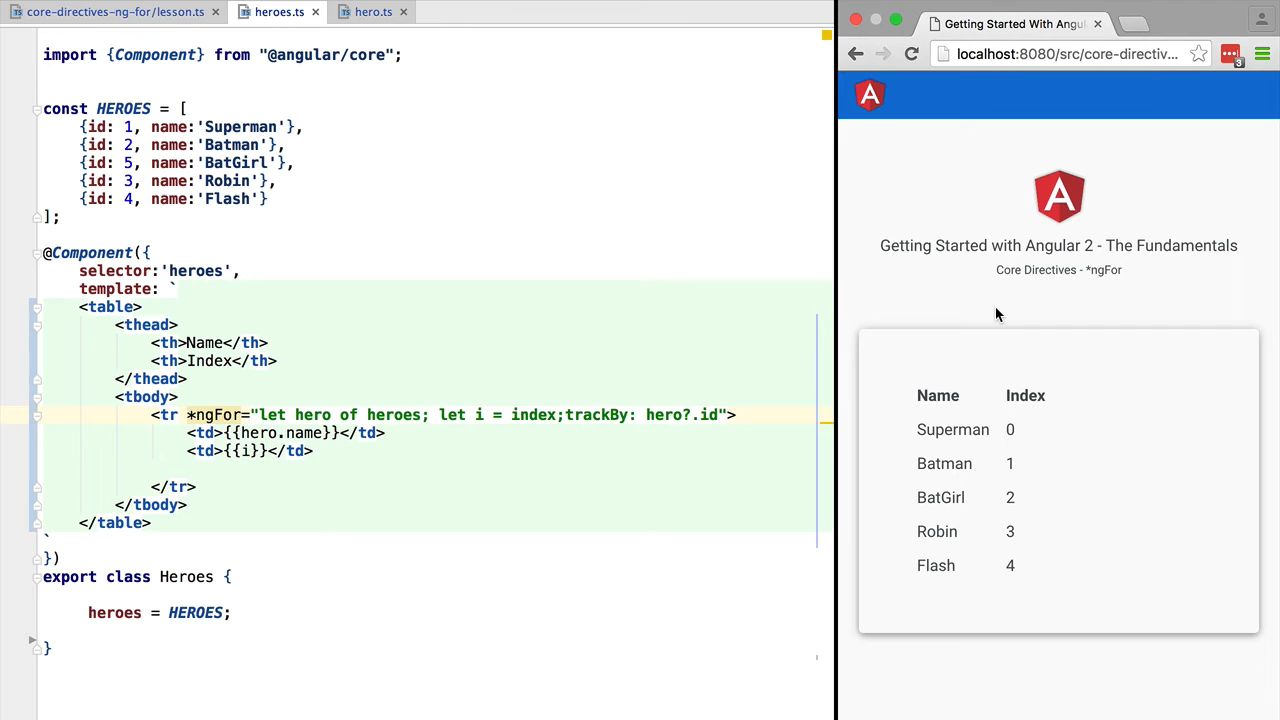 core-directives-ng-for/lesson.ts
heroes.ts
hero.ts
import {Component} from "@angular/core";
const HEROES = [
{id: 1, name:'Superman'},
{id: 2, name:'Batman'},
{id: 5, name:'BatGirl'},
{id: 3, name:'Robin'},
{id: 4, name:'Flash'}
];
@Component({
selector:'heroes',
template: `
<table>
<thead>
<th>Name</th>
<th>Index</th>
</thead>
<tbody>
<tr *ngFor="let hero of heroes; let i = index;trackBy: hero?.id">
<td>{{hero.name}}</td>
<td>{{i}}</td>
</tr>
</tbody>
</table>
`
})
export class Heroes {
heroes = HEROES;
}
Getting Started With Angu
localhost:8080/src/core-directiv...
3
A
A
Getting Started with Angular 2 - The Fundamentals
Core Directives - *ngFor
Name Index
Superman 0
Batman 1
BatGirl 2
Robin 3
Flash 4